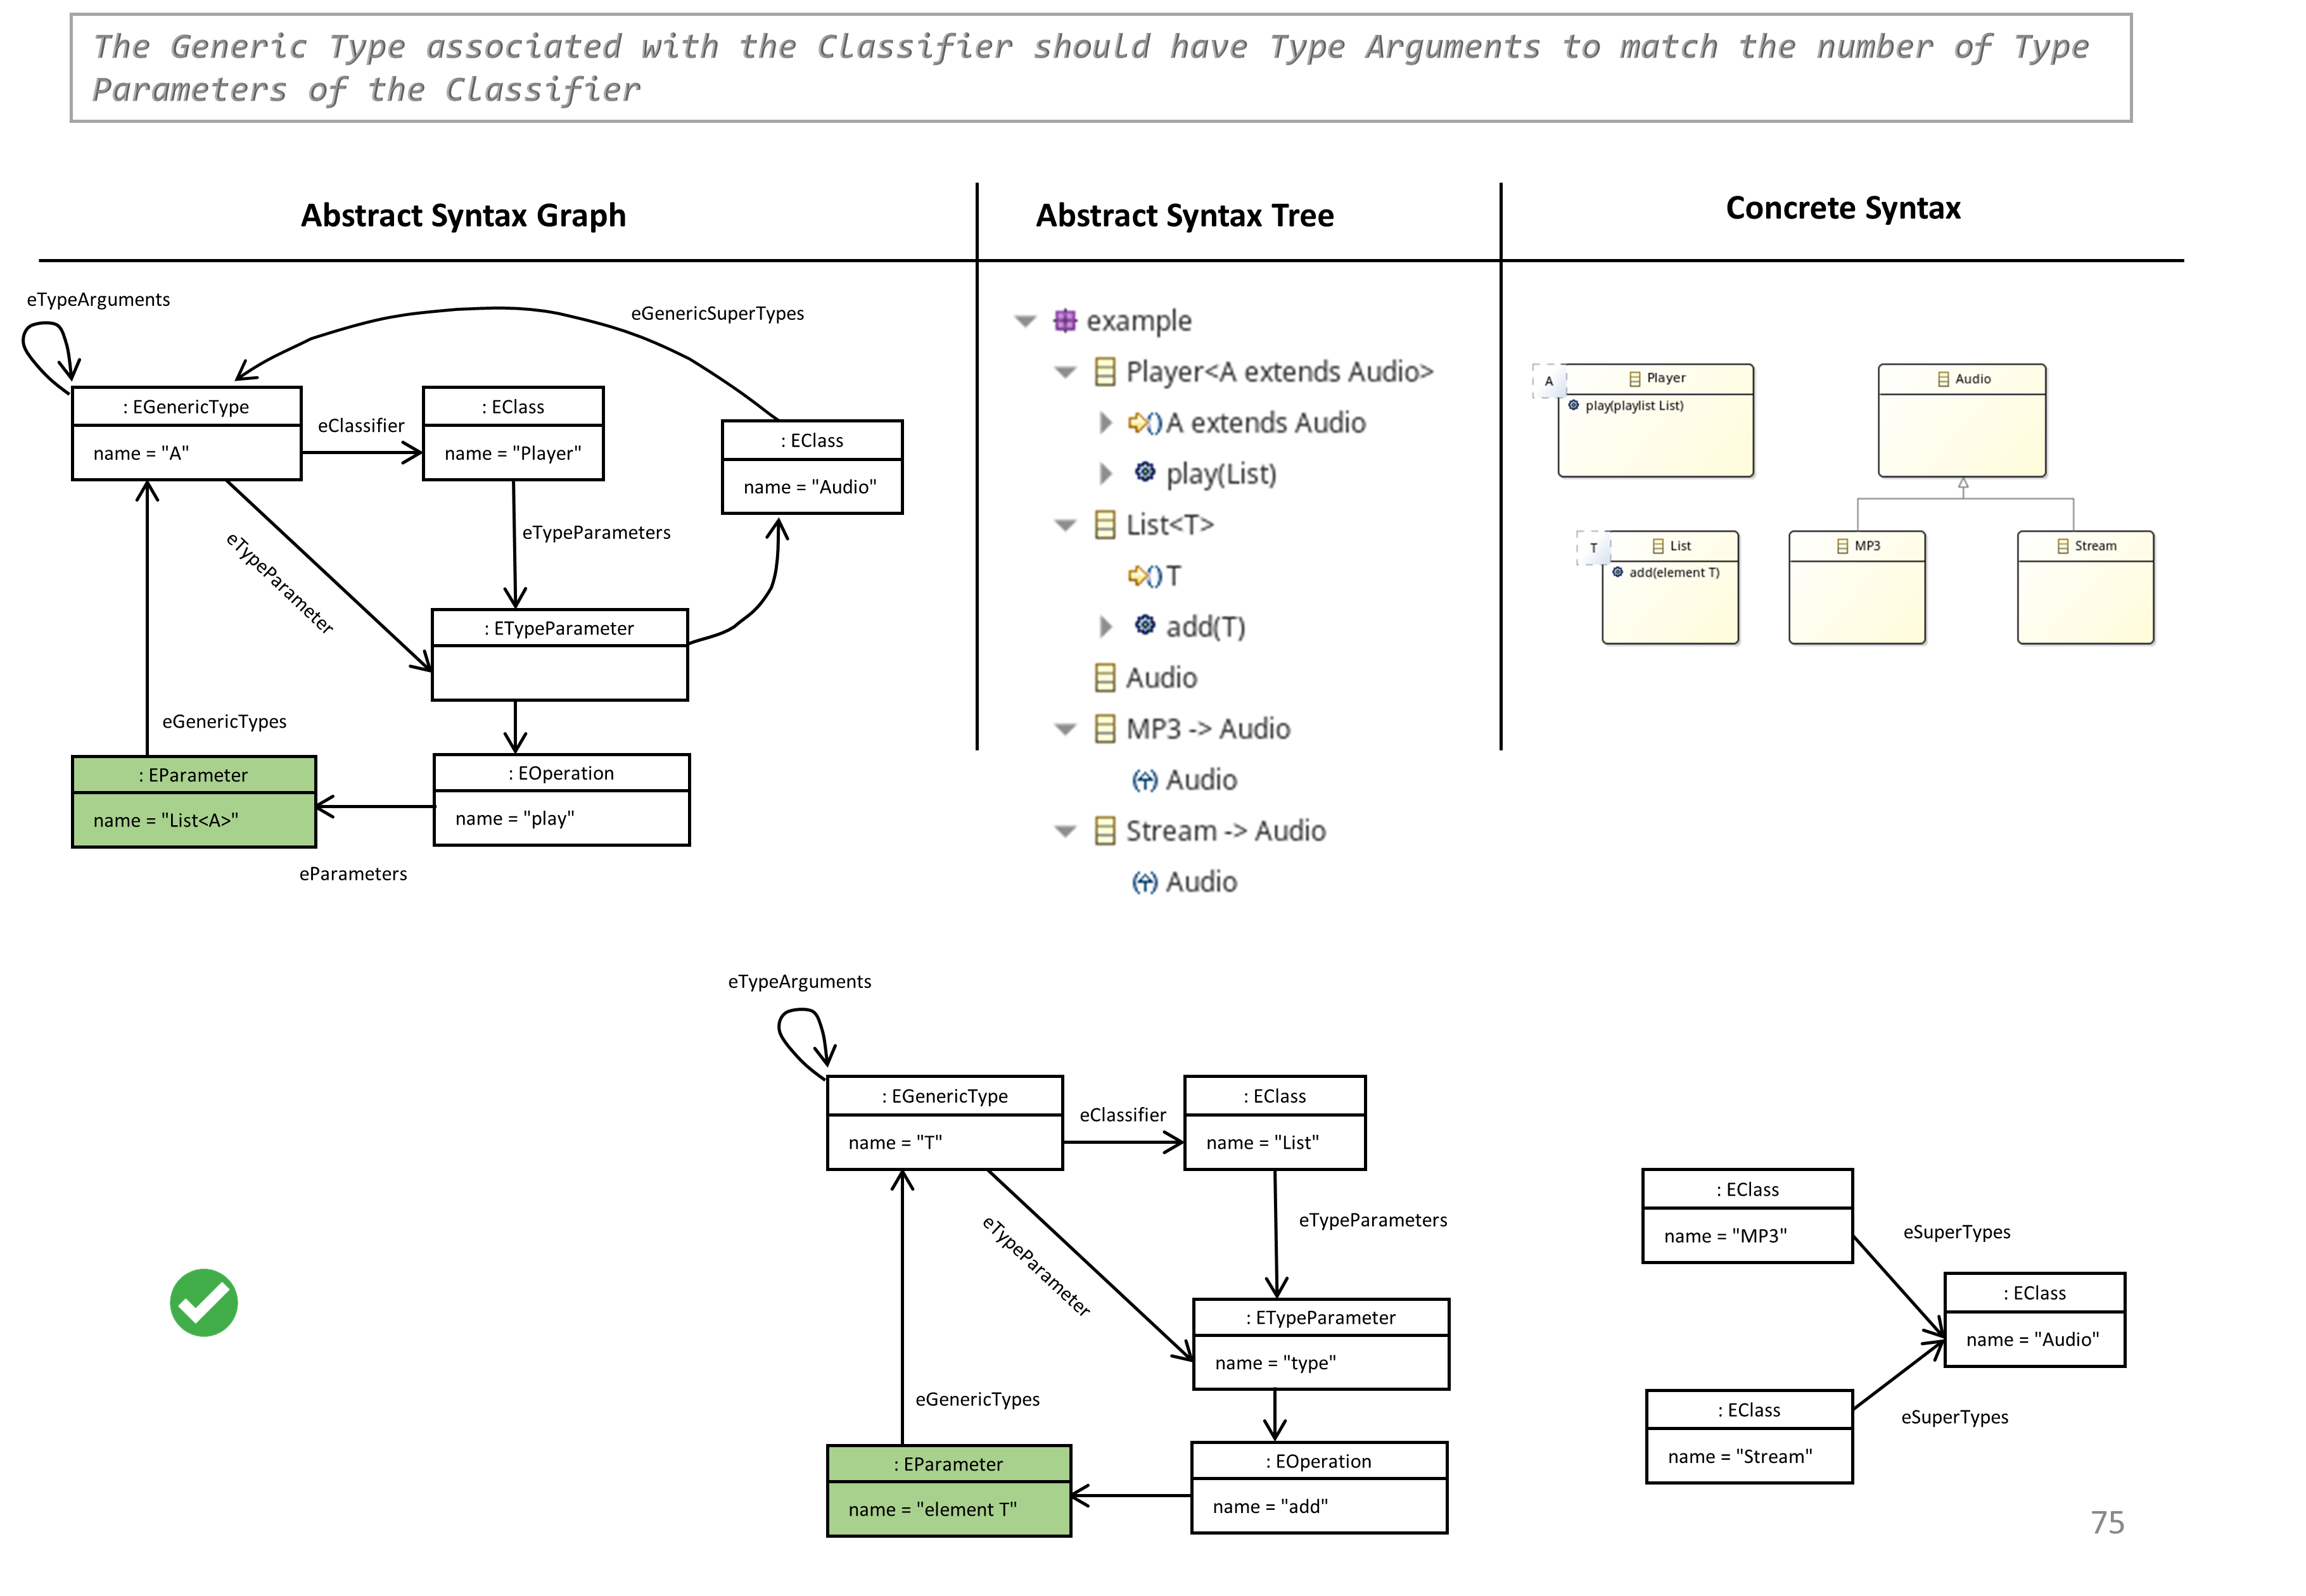 The Generic Type associated with the Classifier should have Type Arguments to match the number of Type
Parameters of the Classifier
Abstract Syntax Graph
Abstract Syntax Tree
Concrete Syntax
eTypeArguments
eGenericSuperTypes
: EGenericType
name = "A"
eClassifier
: EClass
name = "Player"
: EClass
name = "Audio"
eTypeParameters
eTypeParameter
: ETypeParameter
eGenericTypes
: EParameter
name = "List<A>"
: EOperation
name = "play"
eParameters
example
Player<A extends Audio>
A extends Audio
play(List)
List<T>
T
add(T)
Audio
MP3 -> Audio
Audio
Stream -> Audio
Audio
A
Player
play(playlist List)
Audio
T
List
add(element T)
MP3
Stream
eTypeArguments
: EGenericType
name = "T"
eClassifier
: EClass
name = "List"
eTypeParameters
eTypeParameter
: ETypeParameter
name = "type"
eGenericTypes
: EParameter
name = "element T"
: EOperation
name = "add"
: EClass
name = "MP3"
eSuperTypes
: EClass
name = "Audio"
: EClass
name = "Stream"
eSuperTypes
75